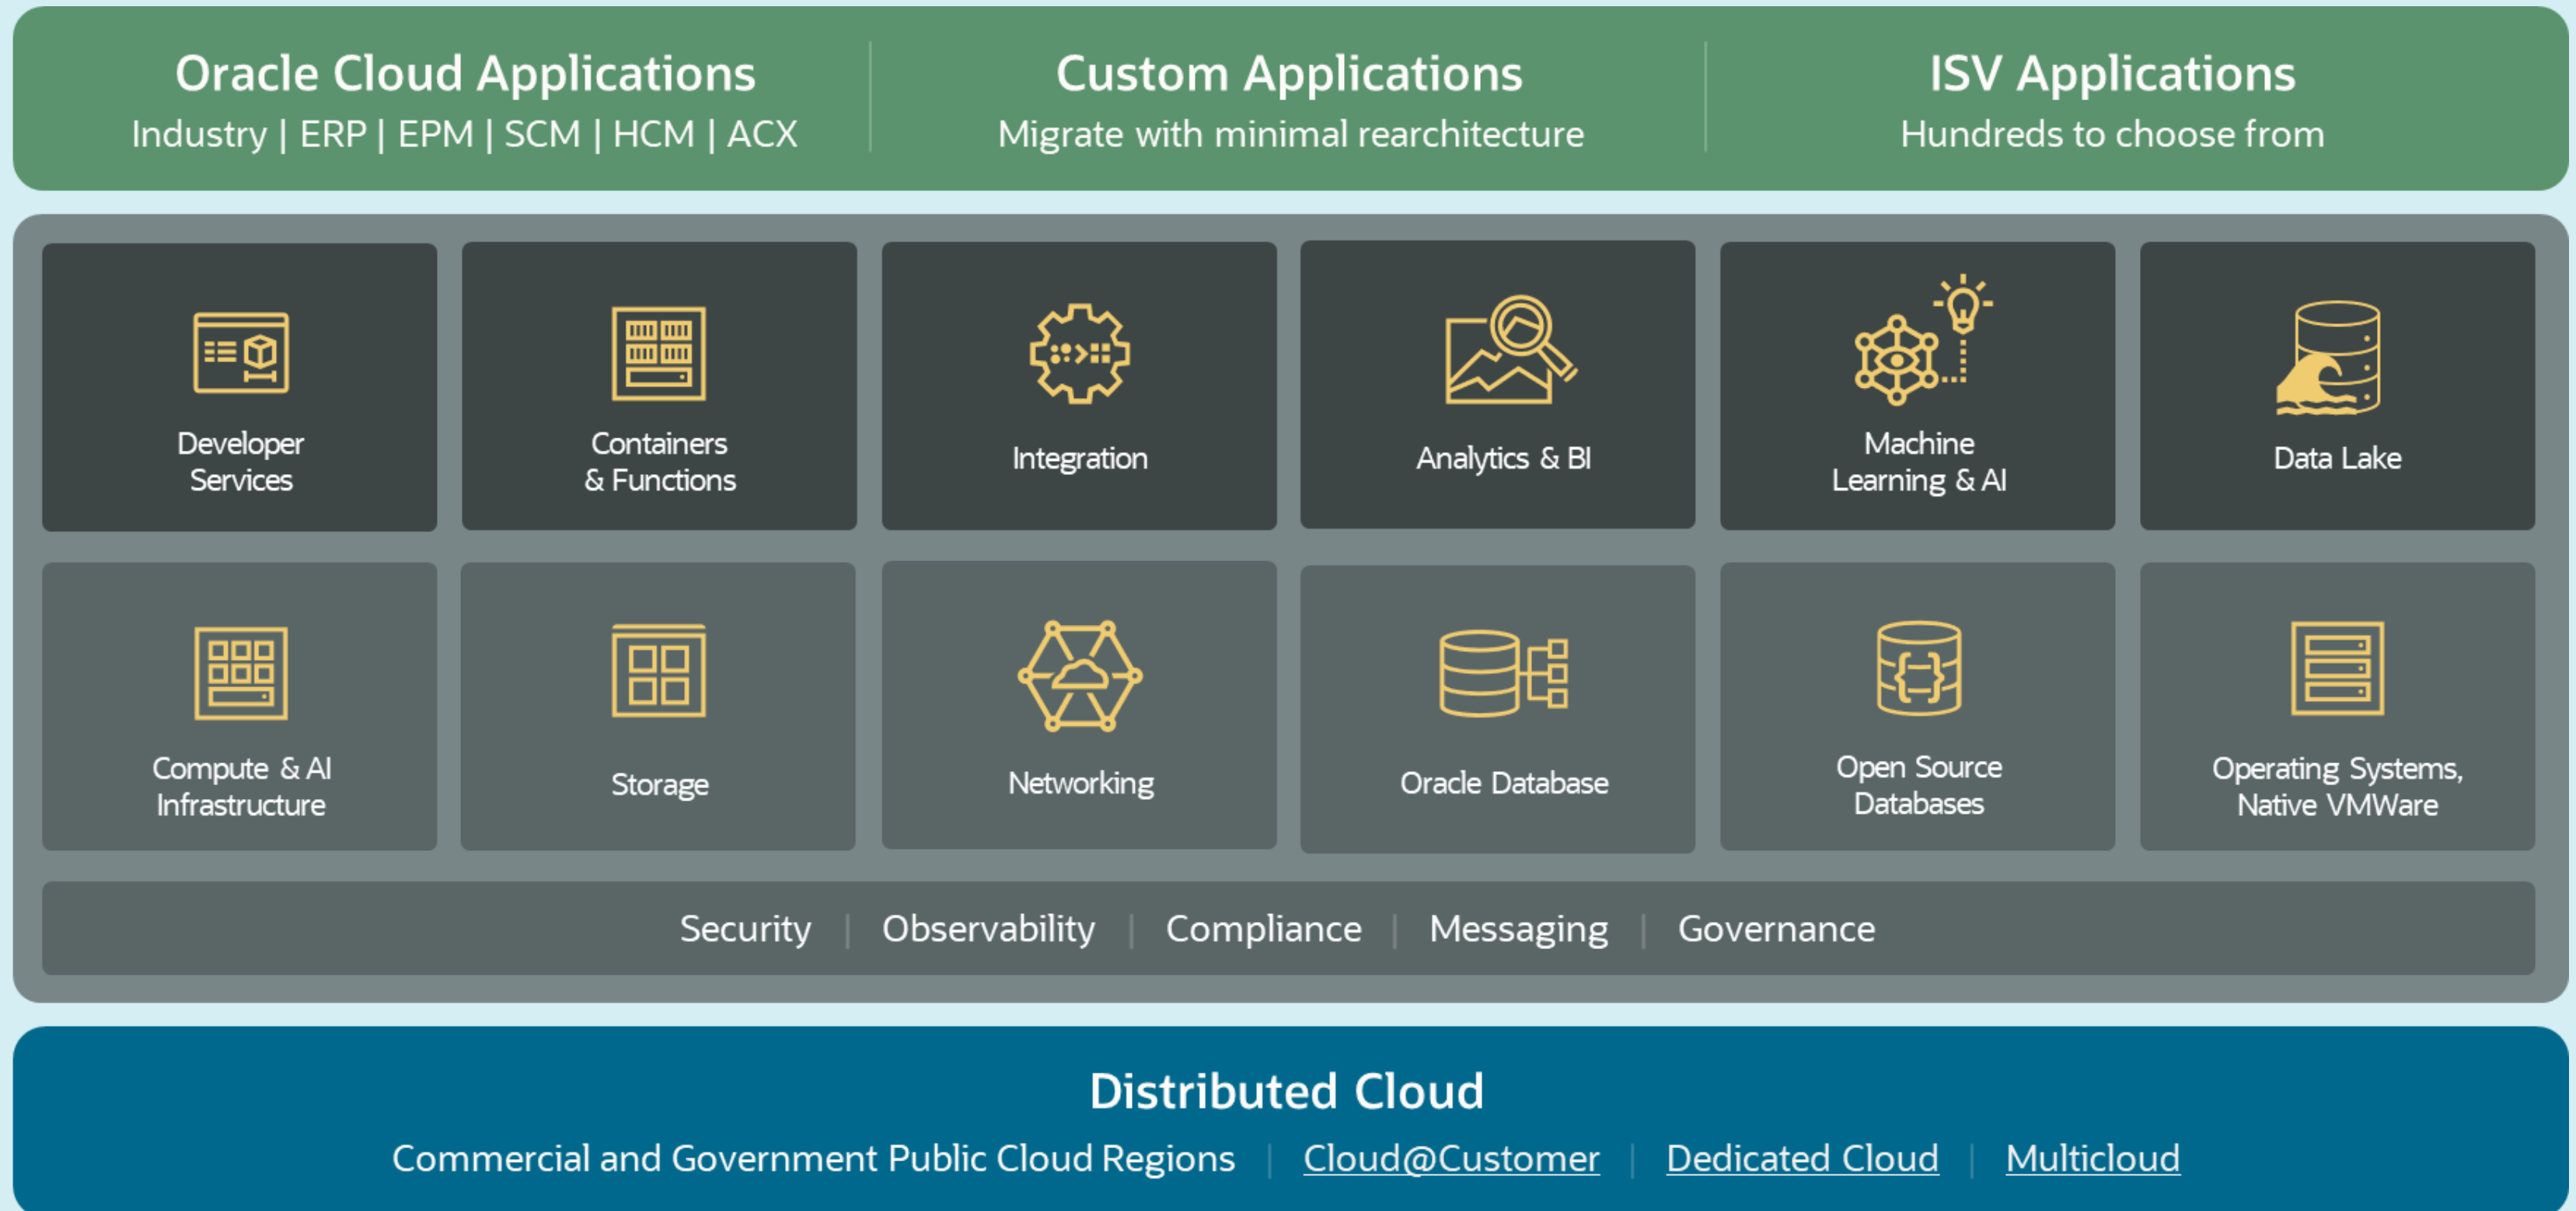 Oracle Cloud Applications
Industry | ERP | EPM | SCM | HCM | ACX
Custom Applications
Migrate with minimal rearchitecture
ISV Applications
Hundreds to choose from
Developer
Services
Containers
& Functions
Integration
Analytics & BI
Machine
Learning & AI
Data Lake
Compute & AI
Infrastructure
Storage
Networking
Oracle Database
Open Source
Databases
Operating Systems,
Native VMWare
Security | Observability | Compliance | Messaging | Governance
Distributed Cloud
Commercial and Government Public Cloud Regions | Cloud@Customer | Dedicated Cloud | Multicloud